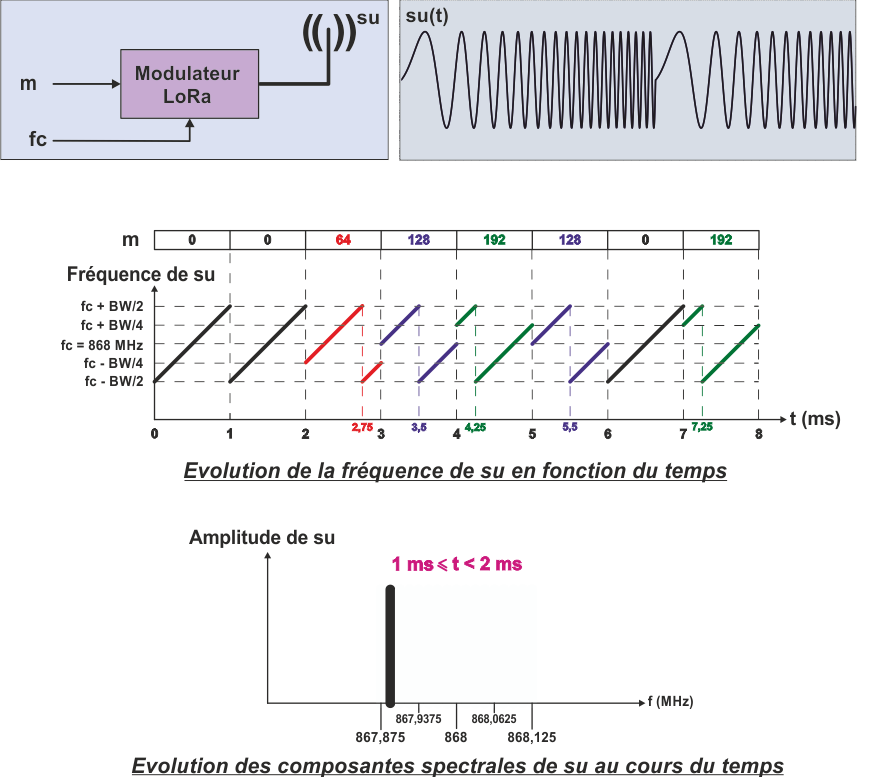 su
m
Modulateur
LoRa
fc
su(t)
m 0 0 64 128 192 128 0 192
Fréquence de su
fc + BW/2
fc + BW/4
fc = 868 MHz
fc - BW/4
fc - BW/2
t (ms)
2,75 3,5 4,25 5,5 7,25
0 1 2 3 4 5 6 7 8
Evolution de la fréquence de su en fonction du temps
Amplitude de su
1 ms ⩽ t < 2 ms
f (MHz)
867,9375 868,0625
867,875 868 868,125
Evolution des composantes spectrales de su au cours du temps